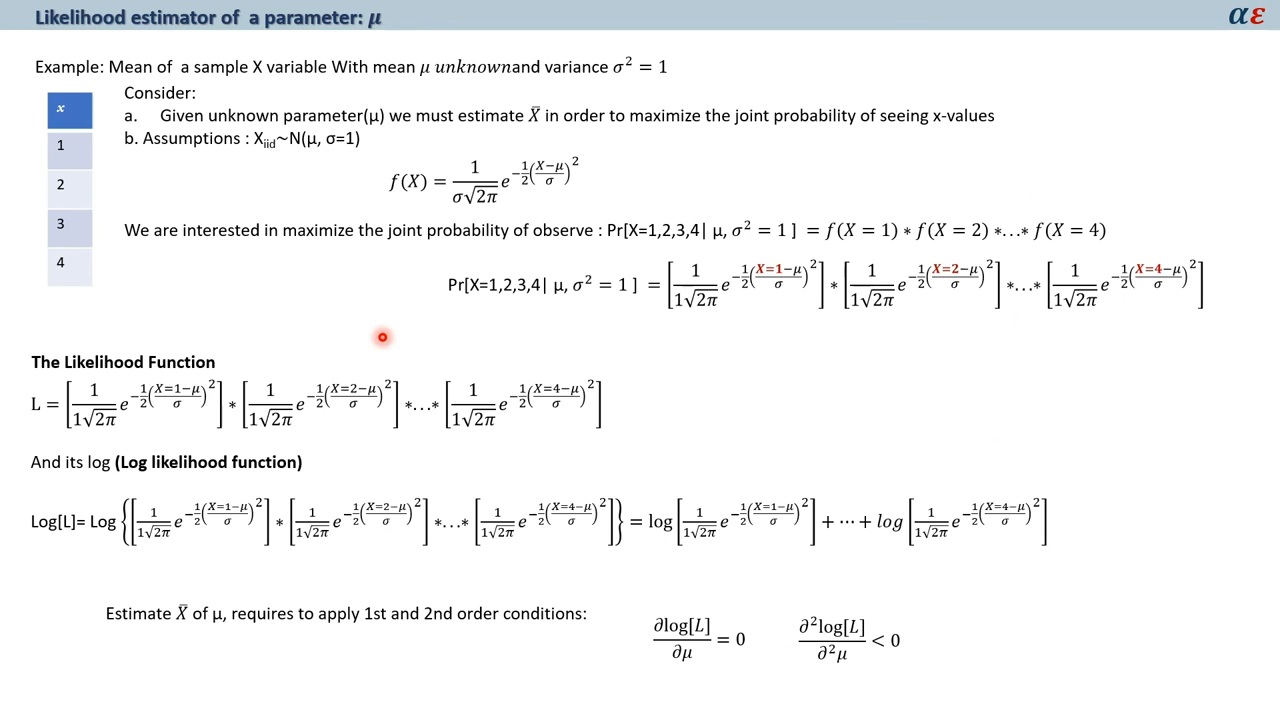 Likelihood estimator of a parameter: μ
αε
Example: Mean of a sample X variable With mean μ unknownand variance σ² = 1
x
1
2
3
4
Consider:
a. Given unknown parameter(μ) we must estimate X̄ in order to maximize the joint probability of seeing x-values
b. Assumptions : X_iid~N(μ, σ=1)
f(X) = 1/(σ√2π) e^(-1/2((X−μ)/σ)²)
We are interested in maximize the joint probability of observe : Pr[X=1,2,3,4| μ, σ² = 1 ] = f(X = 1) ∗ f(X = 2) ∗…∗ f(X = 4)
Pr[X=1,2,3,4| μ, σ² = 1 ] = [1/(1√2π) e^(-1/2((X=1−μ)/σ)²)] ∗ [1/(1√2π) e^(-1/2((X=2−μ)/σ)²)] ∗…∗ [1/(1√2π) e^(-1/2((X=4−μ)/σ)²)]
The Likelihood Function
L = [1/(1√2π) e^(-1/2((X=1−μ)/σ)²)] ∗ [1/(1√2π) e^(-1/2((X=2−μ)/σ)²)] ∗…∗ [1/(1√2π) e^(-1/2((X=4−μ)/σ)²)]
And its log (Log likelihood function)
Log[L]= Log {[1/(1√2π) e^(-1/2((X=1−μ)/σ)²)] ∗ [1/(1√2π) e^(-1/2((X=2−μ)/σ)²)] ∗…∗ [1/(1√2π) e^(-1/2((X=4−μ)/σ)²)]} = log[1/(1√2π) e^(-1/2((X=1−μ)/σ)²)] + ⋯ + log[1/(1√2π) e^(-1/2((X=4−μ)/σ)²)]
Estimate X̄ of μ, requires to apply 1st and 2nd order conditions:
∂log[L]/∂μ = 0 ∂²log[L]/∂²μ < 0